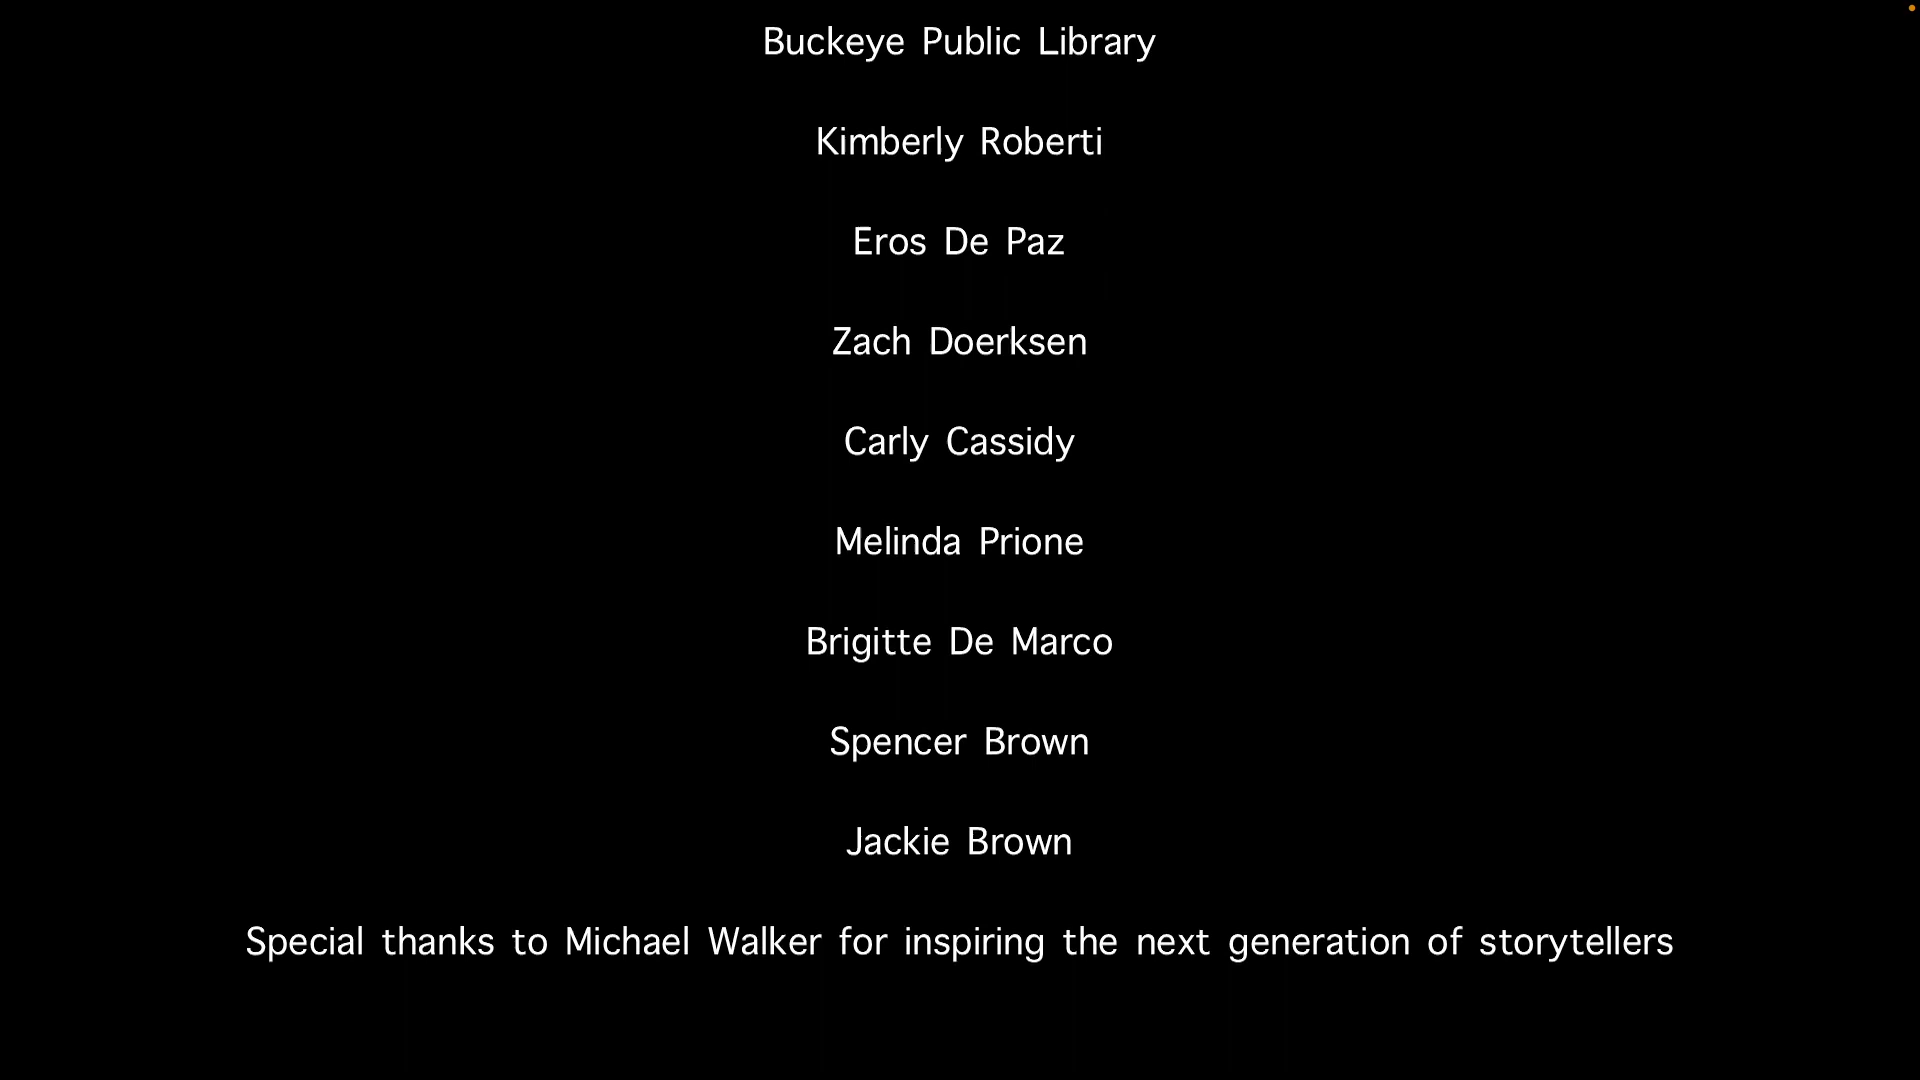 Buckeye Public Library
Kimberly Roberti
Eros De Paz
Zach Doerksen
Carly Cassidy
Melinda Prione
Brigitte De Marco
Spencer Brown
Jackie Brown
Special thanks to Michael Walker for inspiring the next generation of storytellers